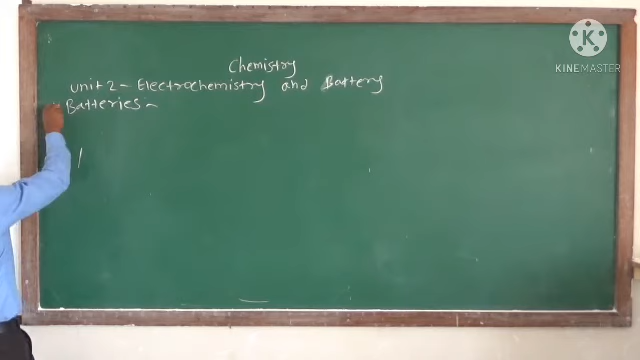 Chemistry
Unit 2 - Electrochemistry and Battery
Batteries -
K
KINEMASTER